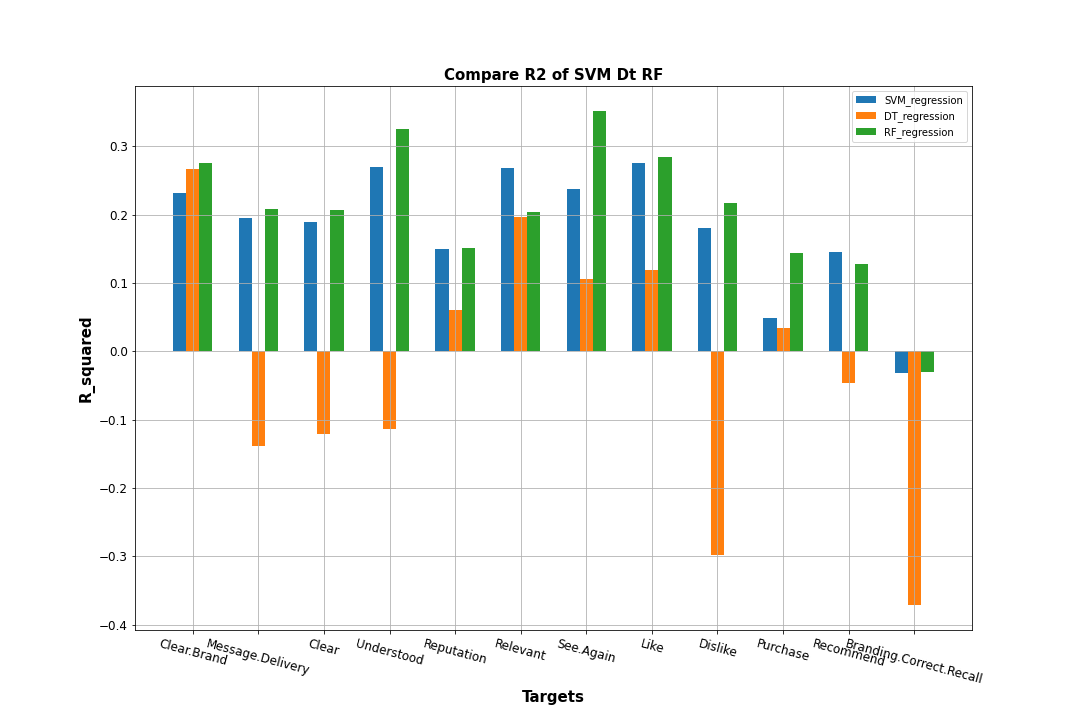 Compare R2 of SVM Dt RF
SVM_regression
DT_regression
RF_regression
0.3
0.2
0.1
0.0
−0.1
−0.2
−0.3
−0.4
R_squared
Clear.Brand
Message.Delivery
Clear
Understood
Reputation
Relevant
See.Again
Like
Dislike
Purchase
Recommend
Branding.Correct.Recall
Targets